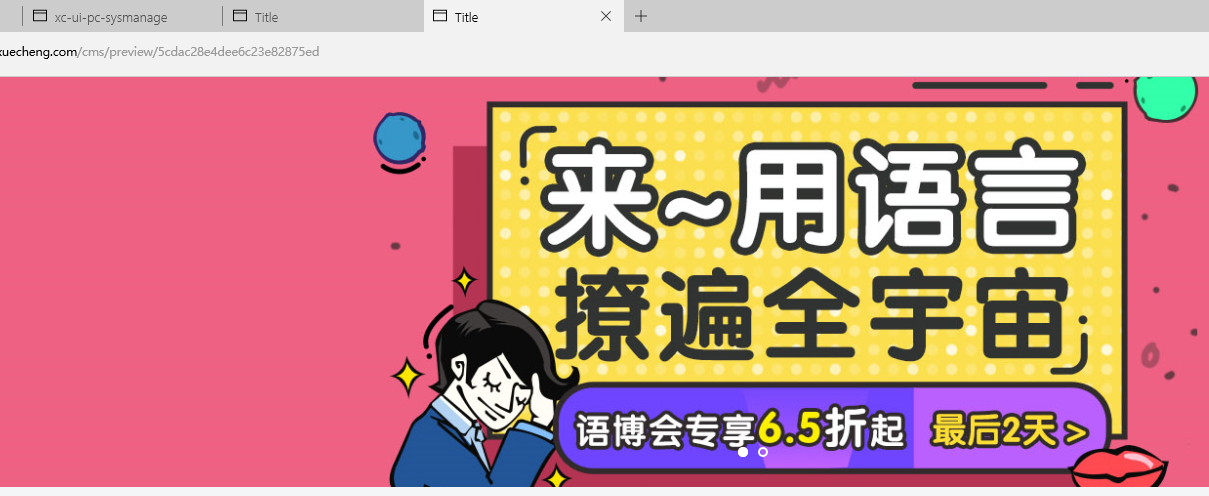 xc-ui-pc-sysmanage
Title
Title
xuecheng.com/cms/preview/5cdac28e4dee6c23e82875ed
来~用语言
撩遍全宇宙
语博会专享6.5折起
最后2天 >